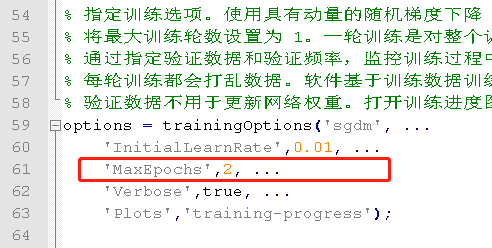 54 % 指定训练选项。使用具有动量的随机梯度下降
55 % 将最大训练轮数设置为 1。一轮训练是对整个训
56 % 通过指定验证数据和验证频率，监控训练过程中
57 % 每轮训练都会打乱数据。软件基于训练数据训练
58 % 验证数据不用于更新网络权重。打开训练进度图
59 options = trainingOptions('sgdm', ...
60 'InitialLearnRate',0.01, ...
61 'MaxEpochs',2, ...
62 'Verbose',true, ...
63 'Plots','training-progress');
64